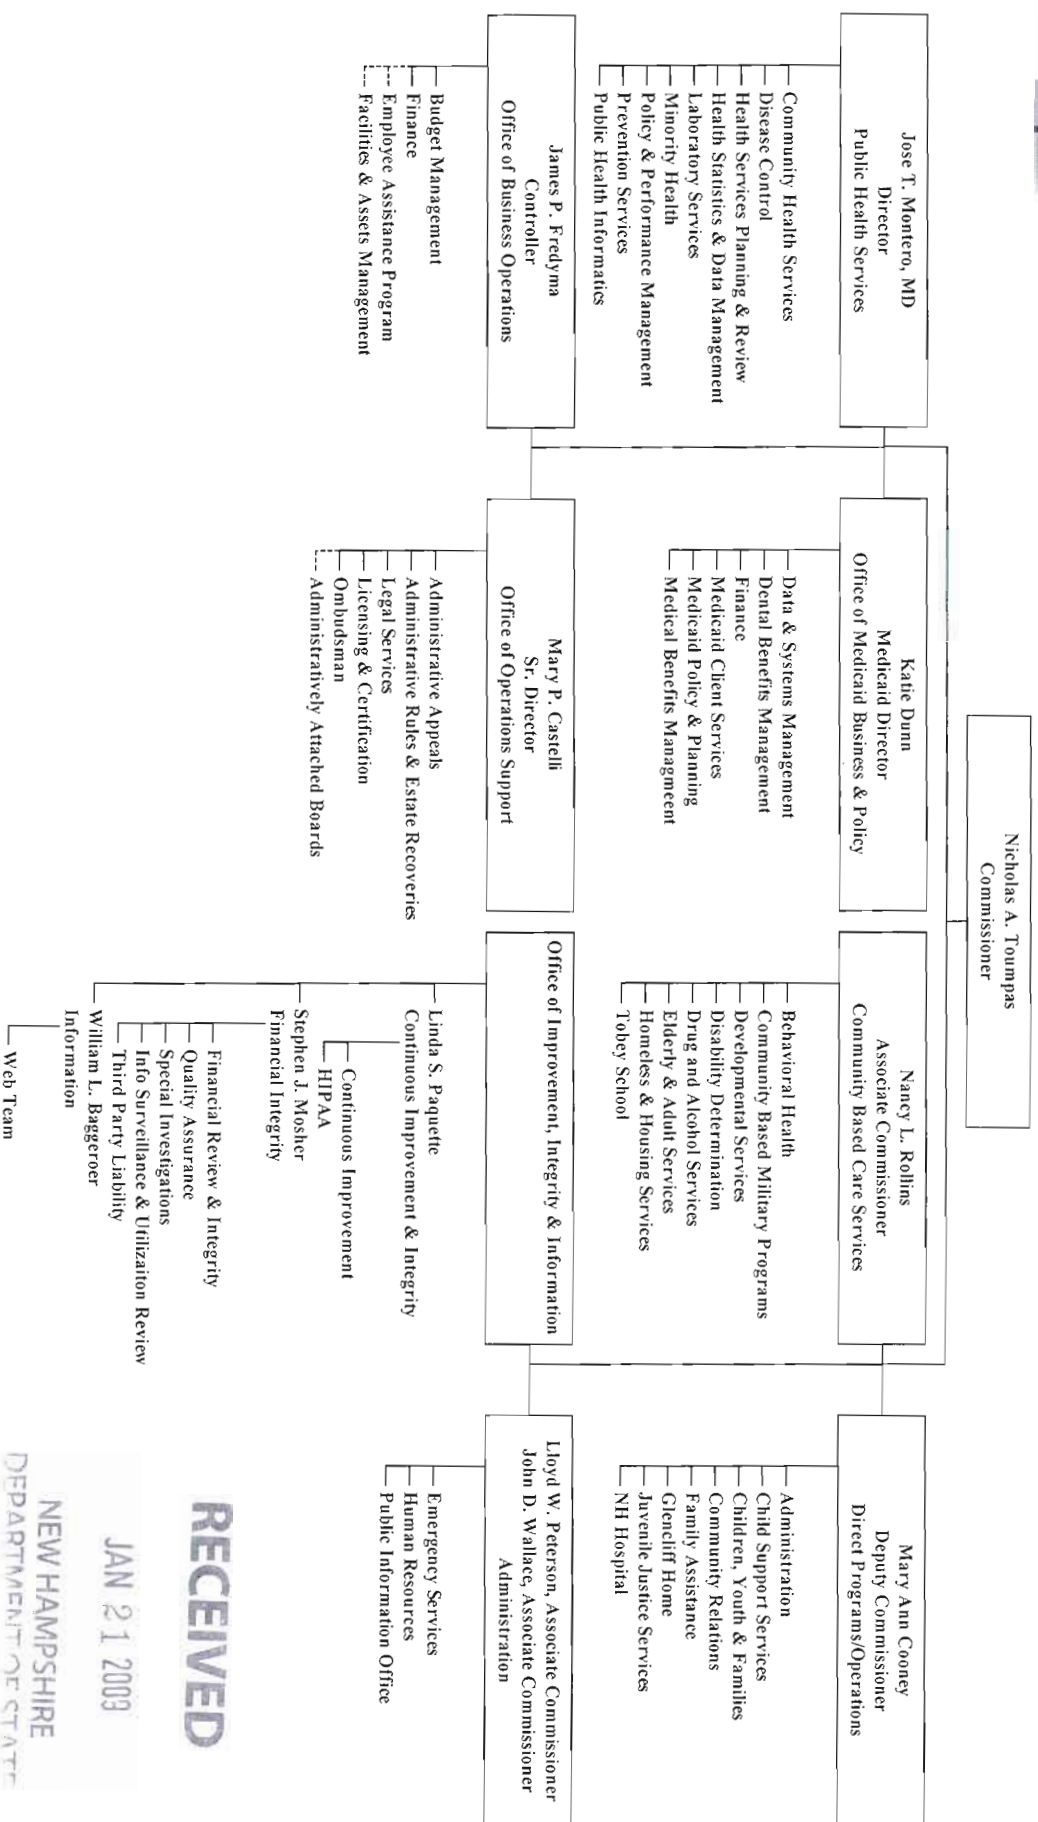 Nicholas A. Toumpas
Commissioner
Jose T. Montero, MD
Director
Public Health Services
Community Health Services
Disease Control
Health Services Planning & Review
Health Statistics & Data Management
Laboratory Services
Minority Health
Policy & Performance Management
Prevention Services
Public Health Informatics
Katie Dunn
Medicaid Director
Office of Medicaid Business & Policy
Data & Systems Management
Dental Benefits Management
Finance
Medicaid Client Services
Medicaid Policy & Planning
Medical Benefits Managmeent
Nancy L. Rollins
Associate Commissioner
Community Based Care Services
Behavioral Health
Community Based Military Programs
Developmental Services
Disability Determination
Drug and Alcohol Services
Elderly & Adult Services
Homeless & Housing Services
Tobey School
Mary Ann Cooney
Deputy Commissioner
Direct Programs/Operations
Administration
Child Support Services
Children, Youth & Families
Community Relations
Family Assistance
Glencliff Home
Juvenile Justice Services
NH Hospital
James P. Fredyma
Controller
Office of Business Operations
Budget Management
Finance
Employee Assistance Program
Facilities & Assets Management
Mary P. Castelli
Sr. Director
Office of Operations Support
Administrative Appeals
Administrative Rules & Estate Recoveries
Legal Services
Licensing & Certification
Ombudsman
Administratively Attached Boards
Office of Improvement, Integrity & Information
Linda S. Paquette
Continuous Improvement & Integrity
Continuous Improvement
HIPAA
Stephen J. Mosher
Financial Integrity
Financial Review & Integrity
Quality Assurance
Special Investigations
Info Surveillance & Utilizaiton Review
Third Party Liability
William L. Baggeroer
Information
Web Team
Lloyd W. Peterson, Associate Commissioner
John D. Wallace, Associate Commissioner
Administration
Emergency Services
Human Resources
Public Information Office
RECEIVED
JAN 21 2009
NEW HAMPSHIRE
DEPARTMENT OF STATE